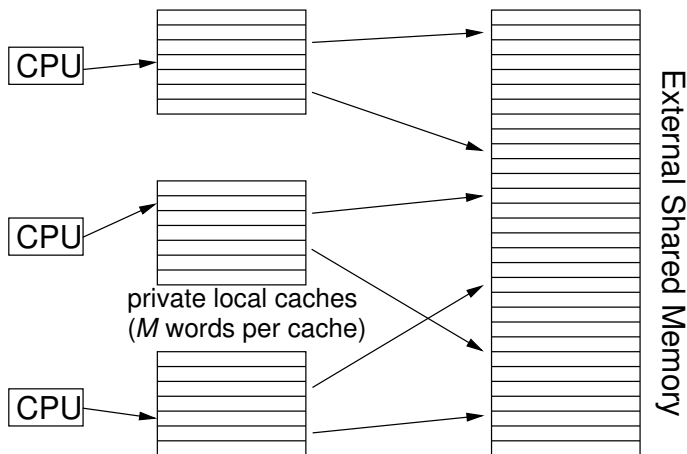 CPU
CPU
private local caches
(M words per cache)
CPU
External Shared Memory